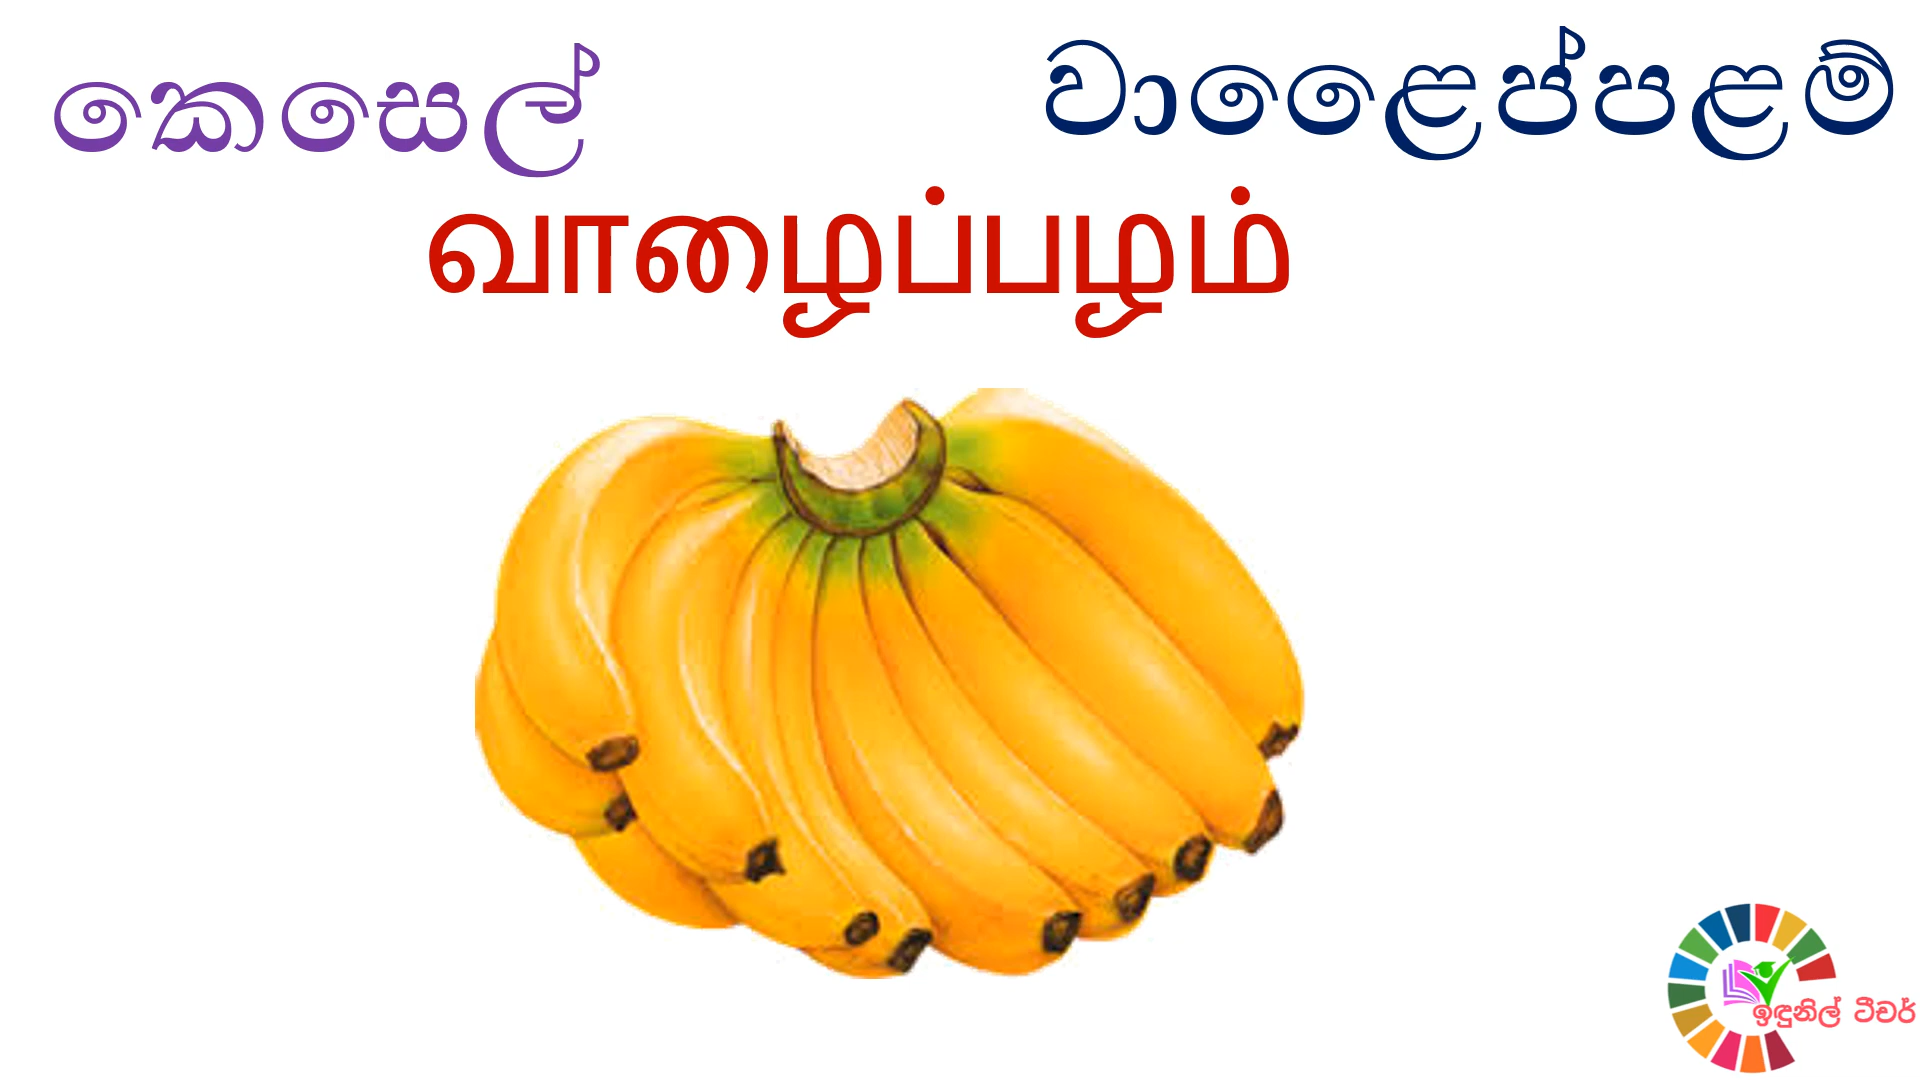 කෙසෙල්
වාළෛප්පළම්
வாழைப்பழம்
ඉඳුනිල් ටීචර්